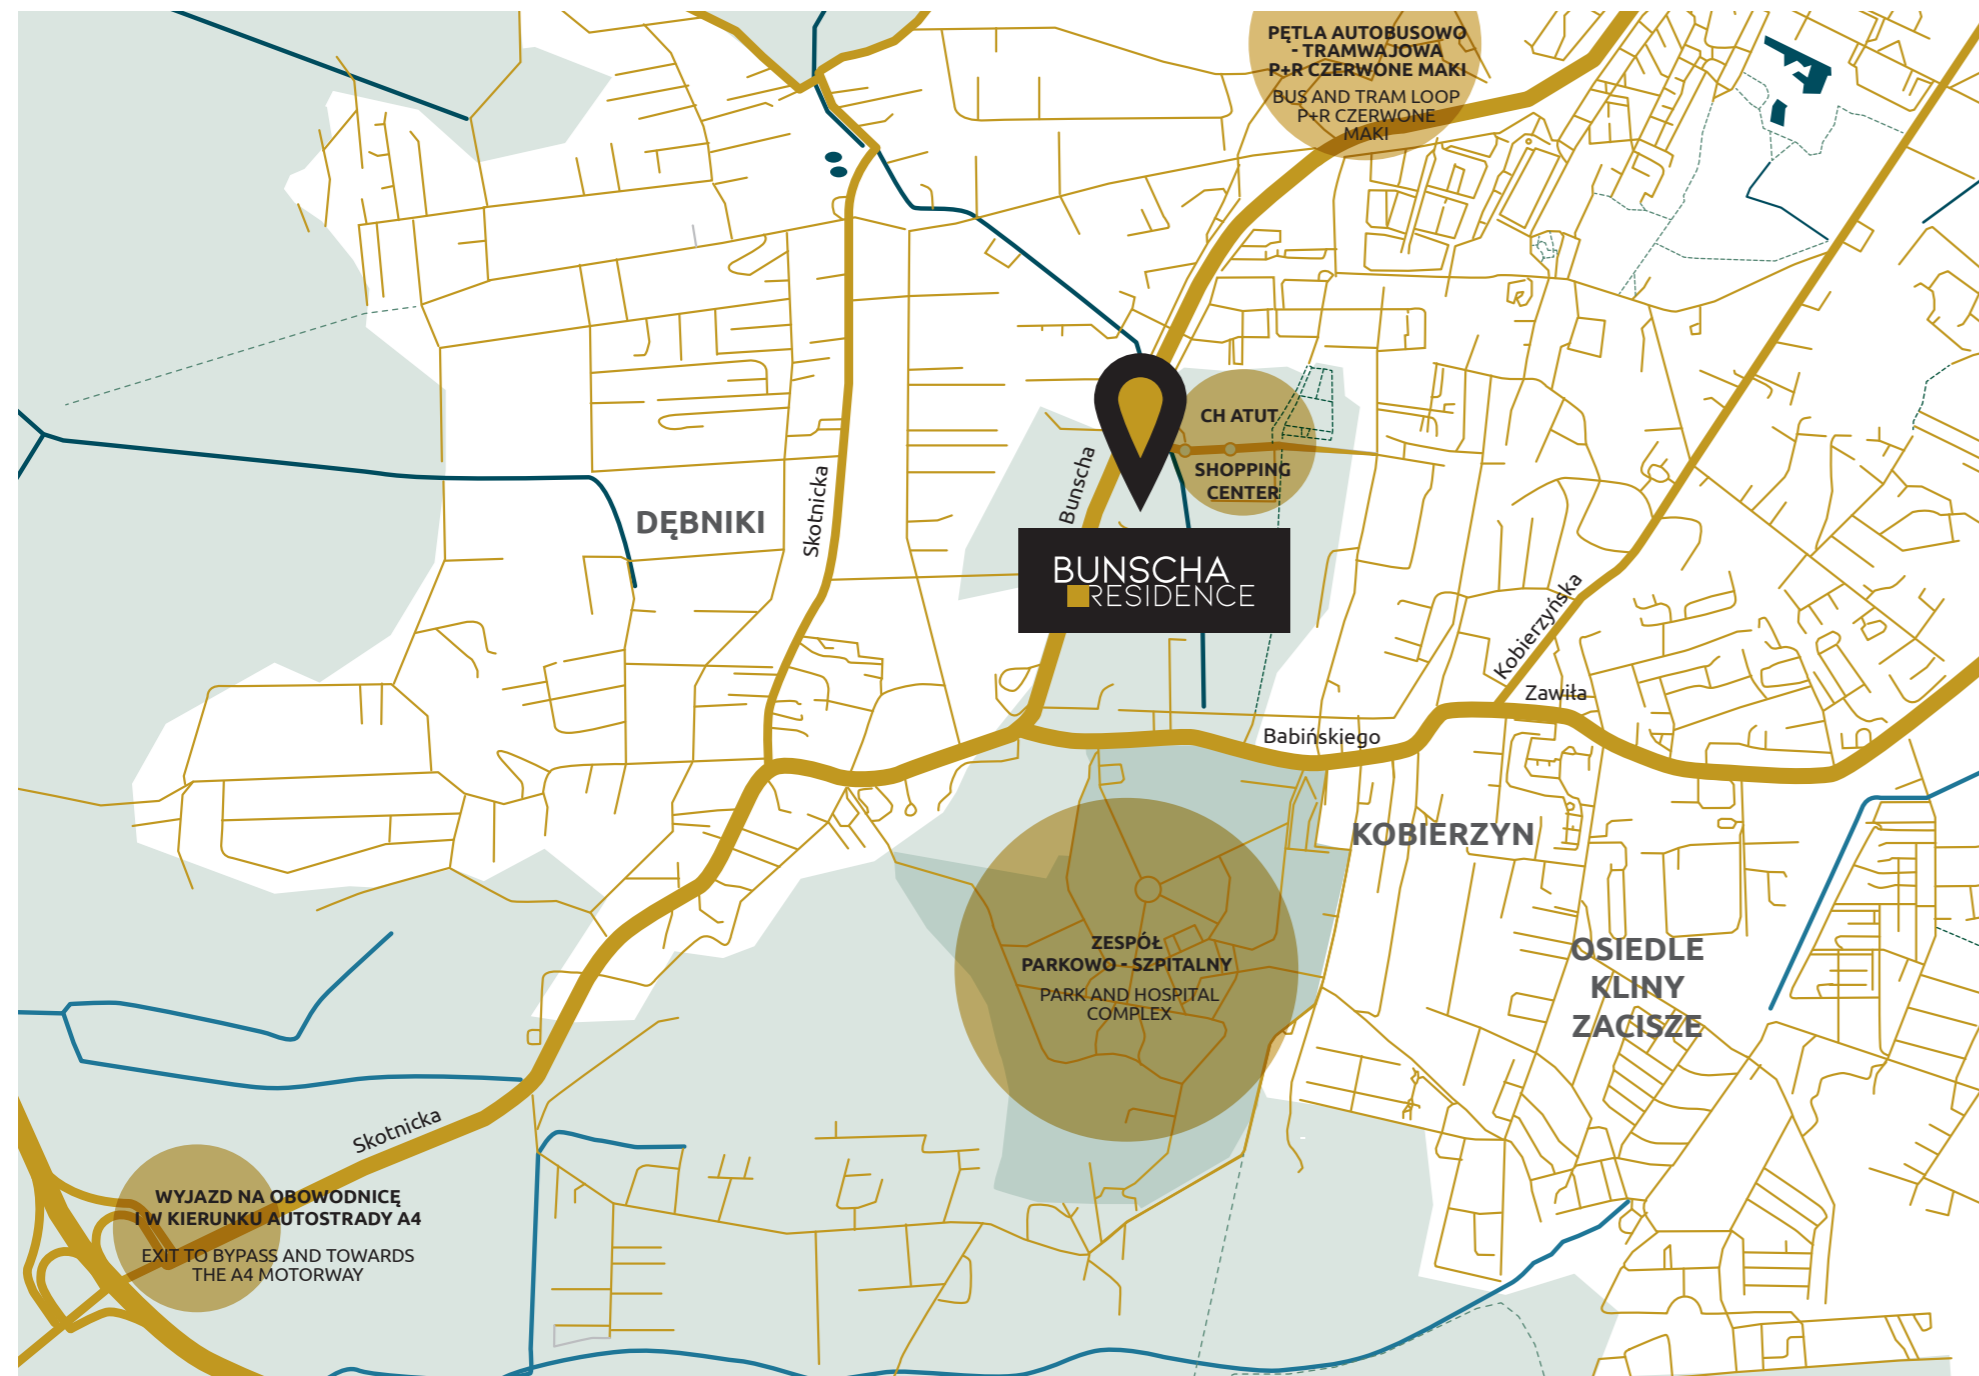 PĘTLA AUTOBUSOWO
- TRAMWAJOWA
P+R CZERWONE MAKI
BUS AND TRAM LOOP
P+R CZERWONE
MAKI
CH ATUT
SHOPPING
CENTER
Bunscha
Skotnicka
DĘBNIKI
BUNSCHA
RESIDENCE
Kobierzyńska
Zawiła
Babińskiego
KOBIERZYN
ZESPÓŁ
PARKOWO - SZPITALNY
PARK AND HOSPITAL
COMPLEX
OSIEDLE
KLINY
ZACISZE
Skotnicka
WYJAZD NA OBOWODNICĘ
I W KIERUNKU AUTOSTRADY A4
EXIT TO BYPASS AND TOWARDS
THE A4 MOTORWAY